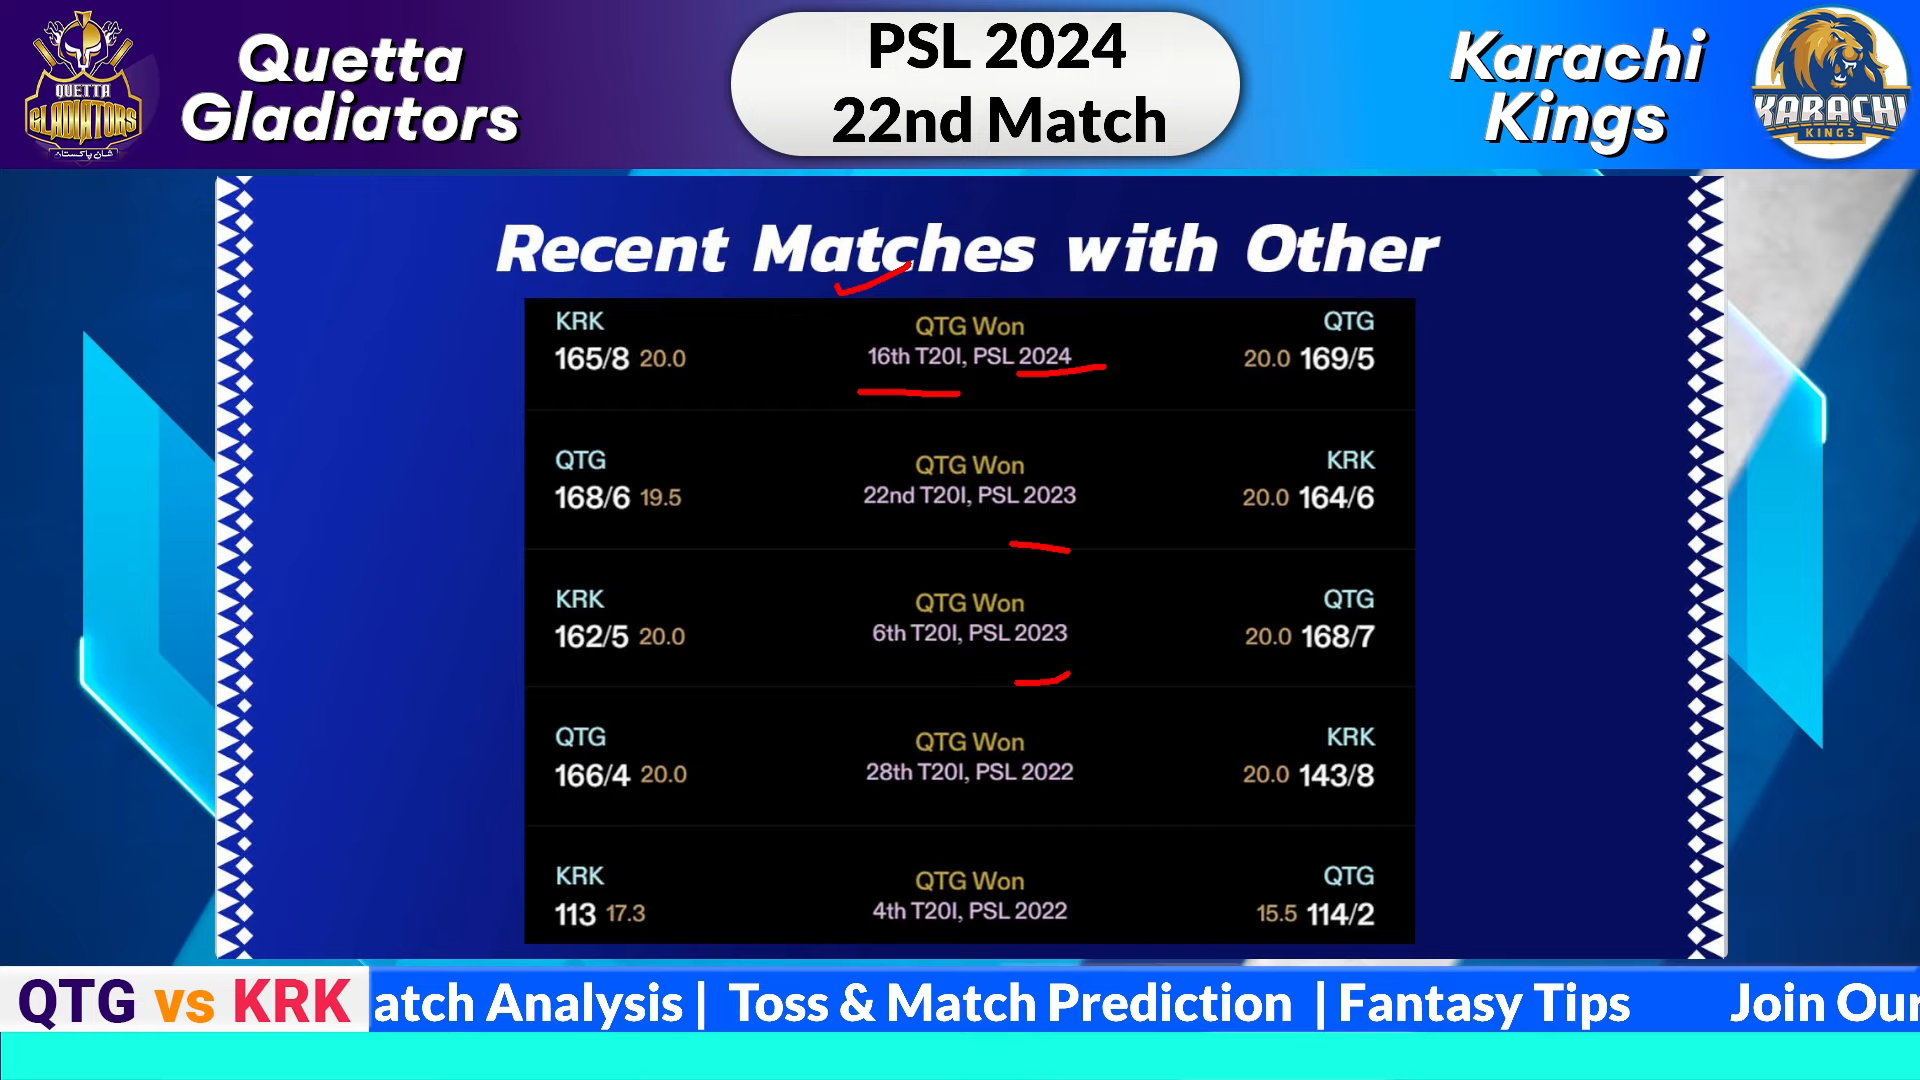 QUETTA
GLADIATORS
شان پاکستان
Quetta
Gladiators
PSL 2024
22nd Match
Karachi
Kings
KARACHI
KINGS
Recent Matches with Other
KRK QTG Won QTG
165/8 20.0 16th T20I, PSL 2024 20.0 169/5
QTG QTG Won KRK
168/6 19.5 22nd T20I, PSL 2023 20.0 164/6
KRK QTG Won QTG
162/5 20.0 6th T20I, PSL 2023 20.0 168/7
QTG QTG Won KRK
166/4 20.0 28th T20I, PSL 2022 20.0 143/8
KRK QTG Won QTG
113 17.3 4th T20I, PSL 2022 15.5 114/2
QTG vs KRK atch Analysis | Toss & Match Prediction | Fantasy Tips Join Our